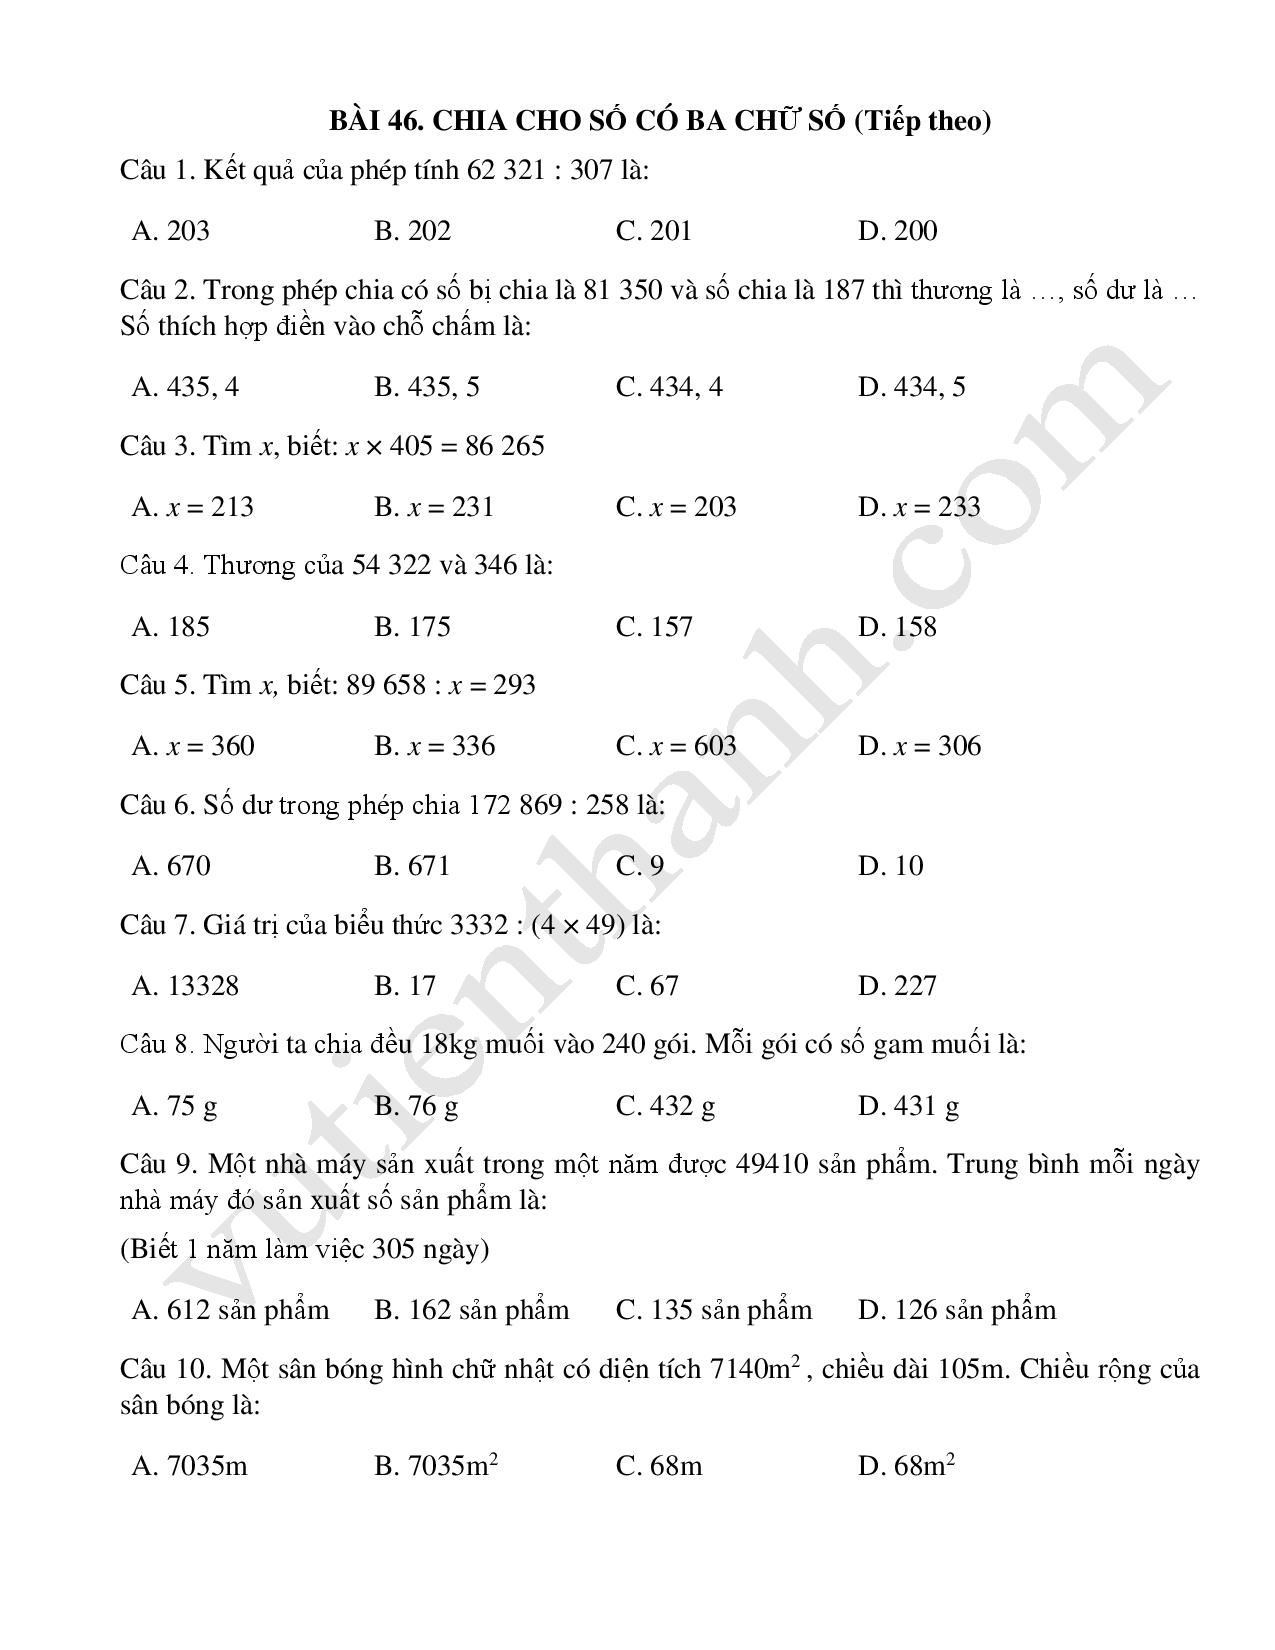 BÀI 46. CHIA CHO SỐ CÓ BA CHỮ SỐ (Tiếp theo)
Câu 1. Kết quả của phép tính 62 321 : 307 là:
A. 203 B. 202 C. 201 D. 200
Câu 2. Trong phép chia có số bị chia là 81 350 và số chia là 187 thì thương là …, số dư là …
Số thích hợp điền vào chỗ chấm là:
A. 435, 4 B. 435, 5 C. 434, 4 D. 434, 5
Câu 3. Tìm x, biết: x × 405 = 86 265
A. x = 213 B. x = 231 C. x = 203 D. x = 233
Câu 4. Thương của 54 322 và 346 là:
A. 185 B. 175 C. 157 D. 158
Câu 5. Tìm x, biết: 89 658 : x = 293
A. x = 360 B. x = 336 C. x = 603 D. x = 306
Câu 6. Số dư trong phép chia 172 869 : 258 là:
A. 670 B. 671 C. 9 D. 10
Câu 7. Giá trị của biểu thức 3332 : (4 × 49) là:
A. 13328 B. 17 C. 67 D. 227
Câu 8. Người ta chia đều 18kg muối vào 240 gói. Mỗi gói có số gam muối là:
A. 75 g B. 76 g C. 432 g D. 431 g
Câu 9. Một nhà máy sản xuất trong một năm được 49410 sản phẩm. Trung bình mỗi ngày
nhà máy đó sản xuất số sản phẩm là:
(Biết 1 năm làm việc 305 ngày)
A. 612 sản phẩm B. 162 sản phẩm C. 135 sản phẩm D. 126 sản phẩm
Câu 10. Một sân bóng hình chữ nhật có diện tích 7140m² , chiều dài 105m. Chiều rộng của
sân bóng là:
A. 7035m B. 7035m² C. 68m D. 68m²
vutienthanh.com